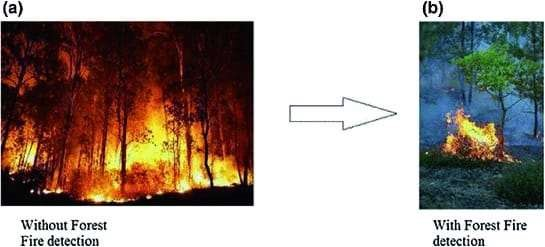 (a)
(b)
Without Forest
Fire detection
With Forest Fire
detection